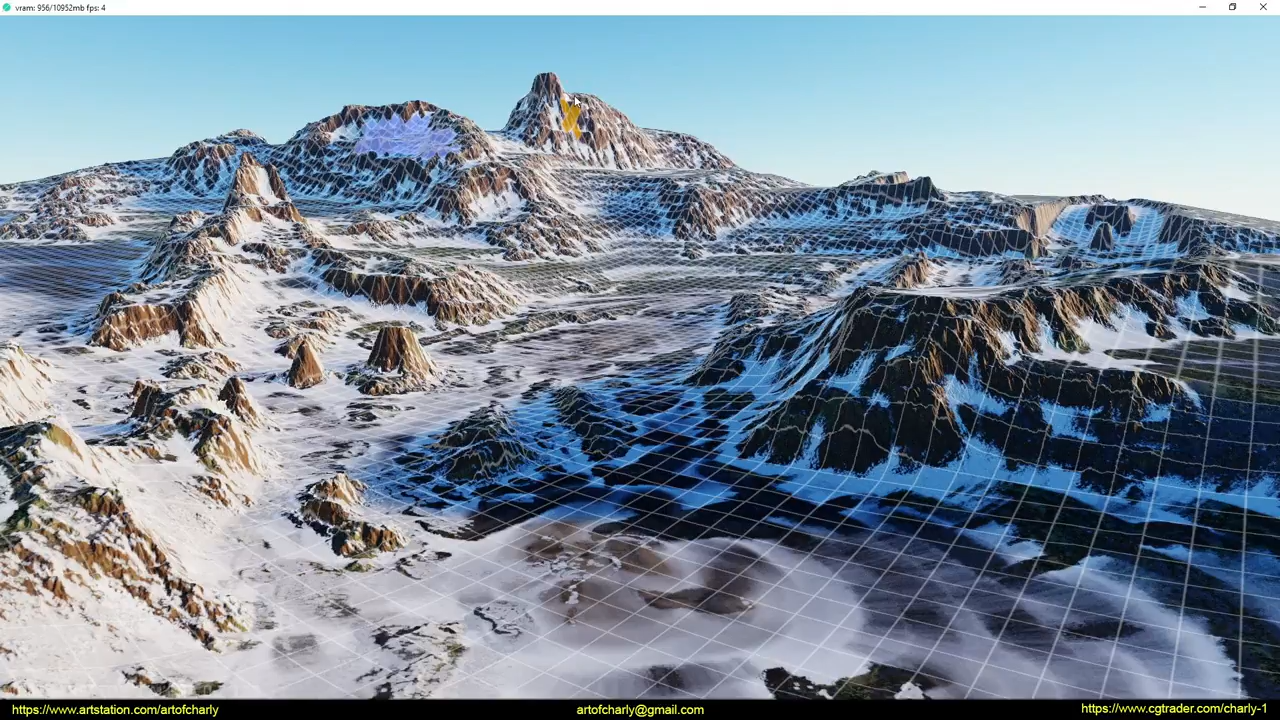 vram: 956/10952mb fps: 4
https://www.artstation.com/artofcharly
artofcharly@gmail.com
https://www.cgtrader.com/charly-1